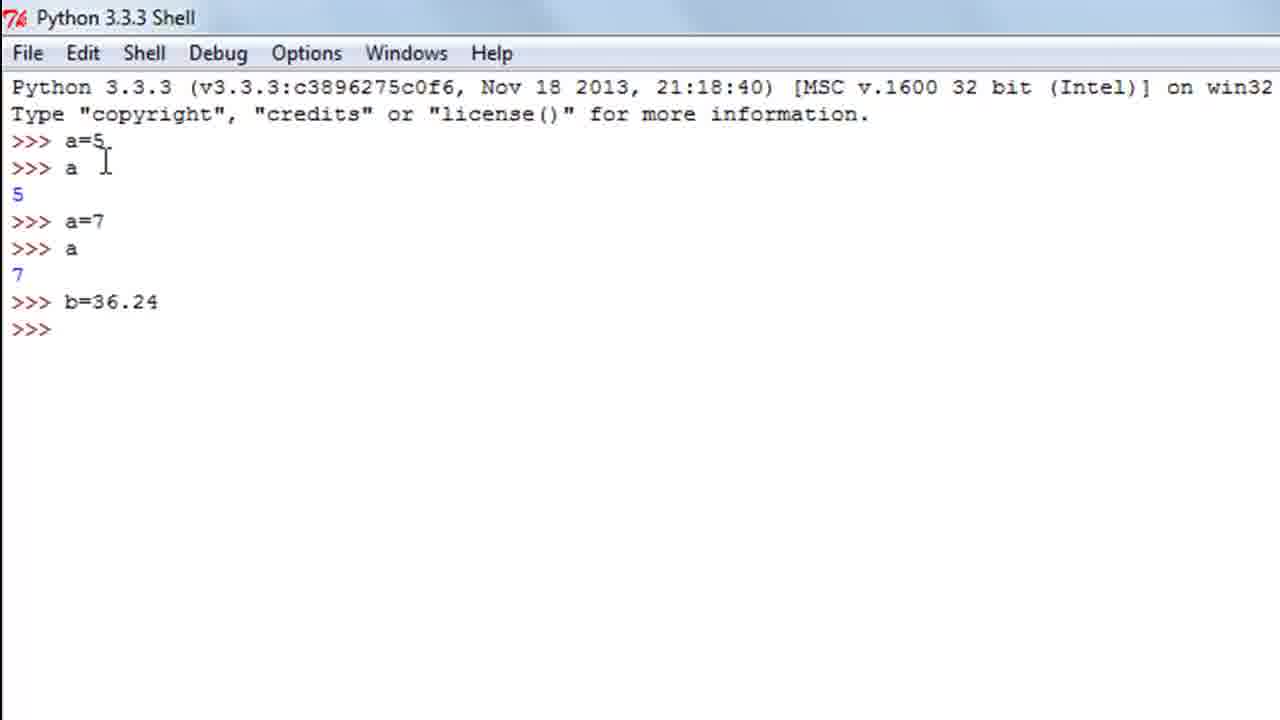 Python 3.3.3 Shell
File Edit Shell Debug Options Windows Help
Python 3.3.3 (v3.3.3:c3896275c0f6, Nov 18 2013, 21:18:40) [MSC v.1600 32 bit (Intel)] on win32
Type "copyright", "credits" or "license()" for more information.
>>> a=5
>>> a
5
>>> a=7
>>> a
7
>>> b=36.24
>>>